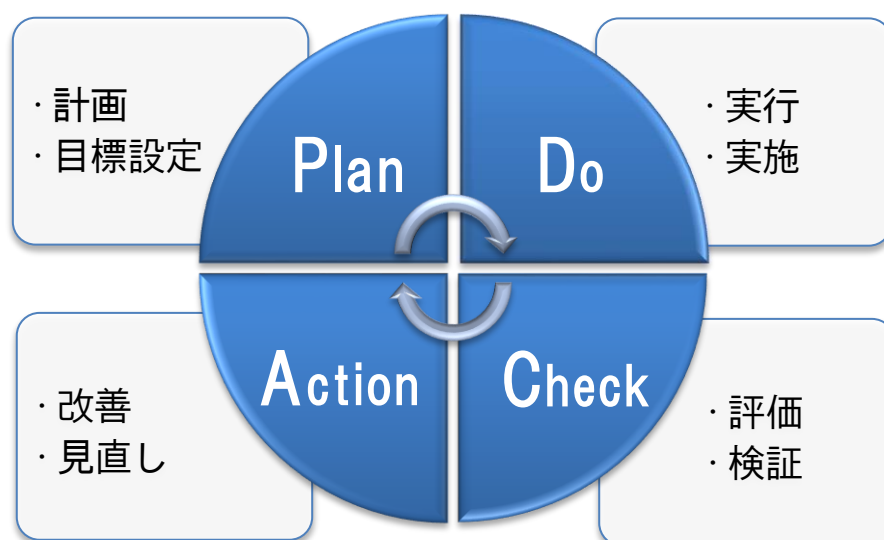 ・計画
・目標設定
Plan
Do
・実行
・実施
・改善
・見直し
Action
Check
・評価
・検証